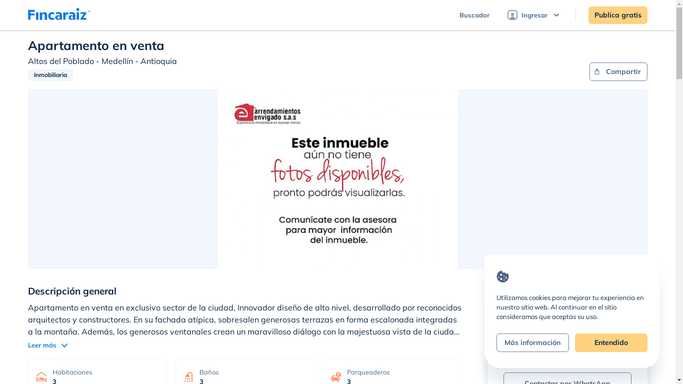 Fincaraiz
Buscador
Ingresar
Publica gratis
Apartamento en venta
Altos del Poblado - Medellín - Antioquia
Inmobiliaria
Compartir
arrendamientos
envigado s.a.s
Este inmueble
aún no tiene
fotos disponibles,
pronto podrás visualizarlas.
Comunícate con la asesora
para mayor información
del inmueble.
Descripción general
Apartamento en venta en exclusivo sector de la ciudad, Innovador diseño de alto nivel, desarrollado por reconocidos
arquitectos y constructores. En su fachada atípica, sobresalen generosos terrazas en forma escalonada integradas
a la montaña. Además, los generosos ventanales crean un maravilloso diálogo con la majestuosa vista de la ciuda...
Leer más
Habitaciones
3
Baños
3
Parqueaderos
3
Utilizamos cookies para mejorar tu experiencia en
nuestro sitio web. Al continuar en el sitio
consideramos que aceptas su uso.
Más información
Entendido
Contactar por WhatsApp